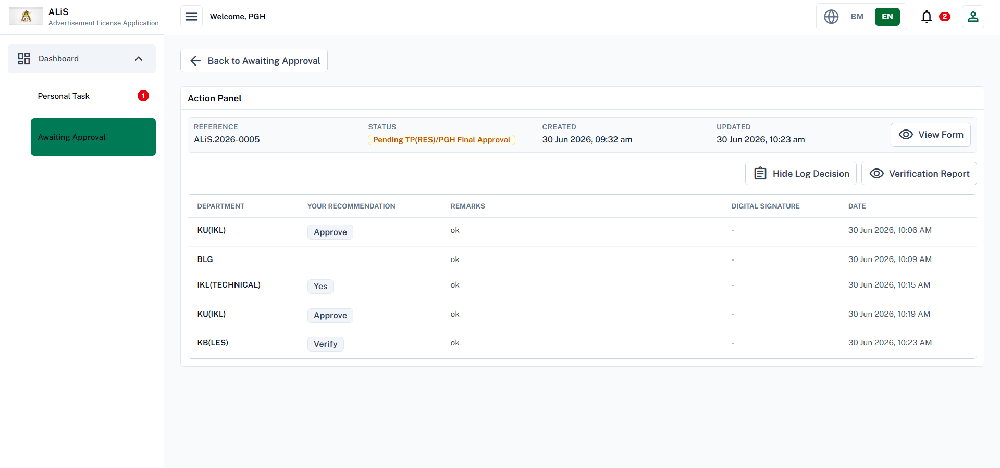 ALiS
ALiS
Advertisement License Application
Welcome, PGH
BM
EN
2
Dashboard
Personal Task
1
Awaiting Approval
Back to Awaiting Approval
Action Panel
REFERENCE
ALiS.2026-0005
STATUS
Pending TP(RES)/PGH Final Approval
CREATED
30 Jun 2026, 09:32 am
UPDATED
30 Jun 2026, 10:23 am
View Form
Hide Log Decision
Verification Report
DEPARTMENT YOUR RECOMMENDATION REMARKS DIGITAL SIGNATURE DATE
KU(IKL) Approve ok - 30 Jun 2026, 10:06 AM
BLG ok - 30 Jun 2026, 10:09 AM
IKL(TECHNICAL) Yes ok - 30 Jun 2026, 10:15 AM
KU(IKL) Approve ok - 30 Jun 2026, 10:19 AM
KB(LES) Verify ok - 30 Jun 2026, 10:23 AM